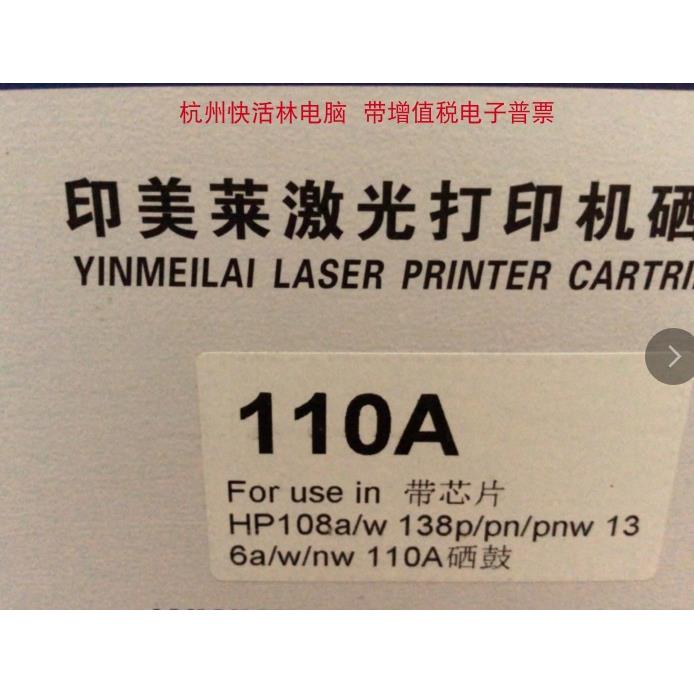 杭州快活林电脑 带增值税电子普票
印美莱激光打印机硒
YINMEILAI LASER PRINTER CARTRI
110A
For use in 带芯片
HP108a/w 138p/pn/pnw 13
6a/w/nw 110A硒鼓